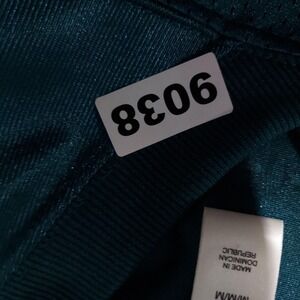 9038
MADE IN
DOMINICAN
REPUBLIC
M/M/M